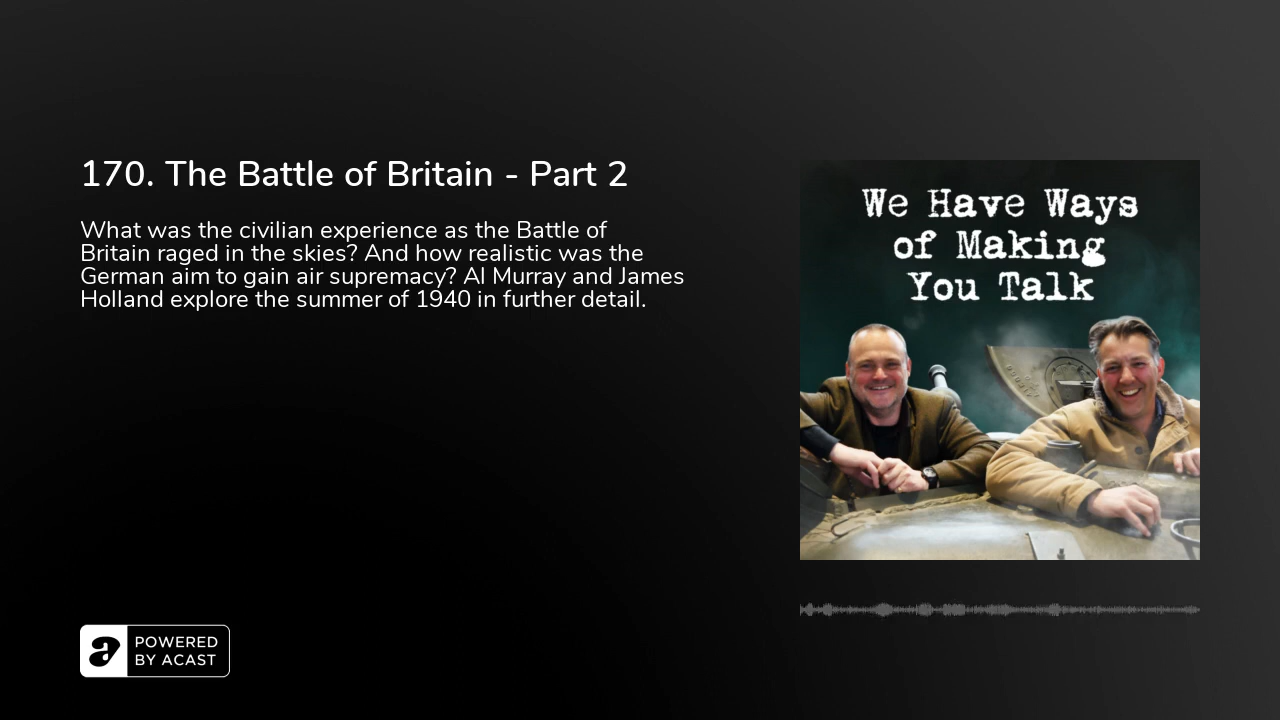 170. The Battle of Britain - Part 2
What was the civilian experience as the Battle of
Britain raged in the skies? And how realistic was the
German aim to gain air supremacy? Al Murray and James
Holland explore the summer of 1940 in further detail.
We Have Ways
of Making
You Talk
POWERED
BY ACAST